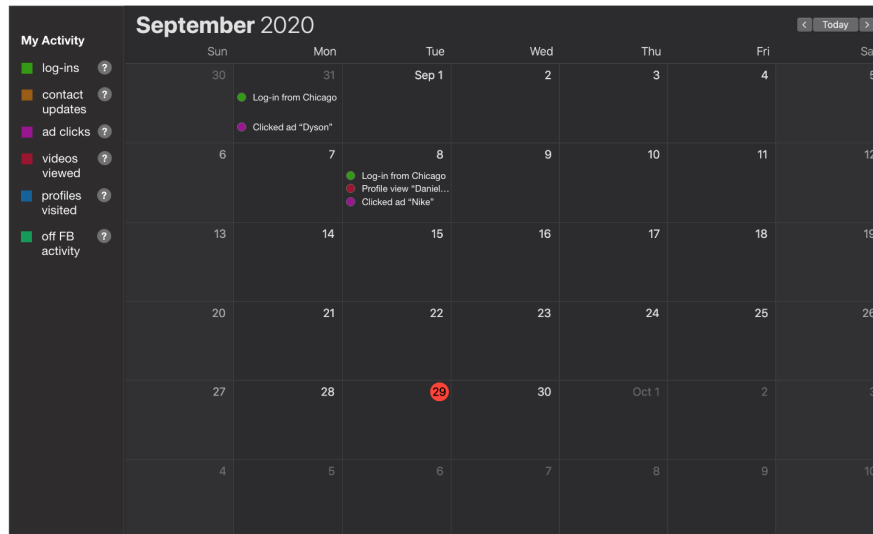 My Activity
log-ins ?
contact ?
updates
ad clicks ?
videos ?
viewed
profiles ?
visited
off FB ?
activity
September 2020
< Today >
Sun Mon Tue Wed Thu Fri Sa
30 31 Sep 1 2 3 4 5
Log-in from Chicago
Clicked ad “Dyson”
6 7 8 9 10 11 12
Log-in from Chicago
Profile view “Daniel...
Clicked ad “Nike”
13 14 15 16 17 18 19
20 21 22 23 24 25 26
27 28 29 30 Oct 1 2 3
4 5 6 7 8 9 10